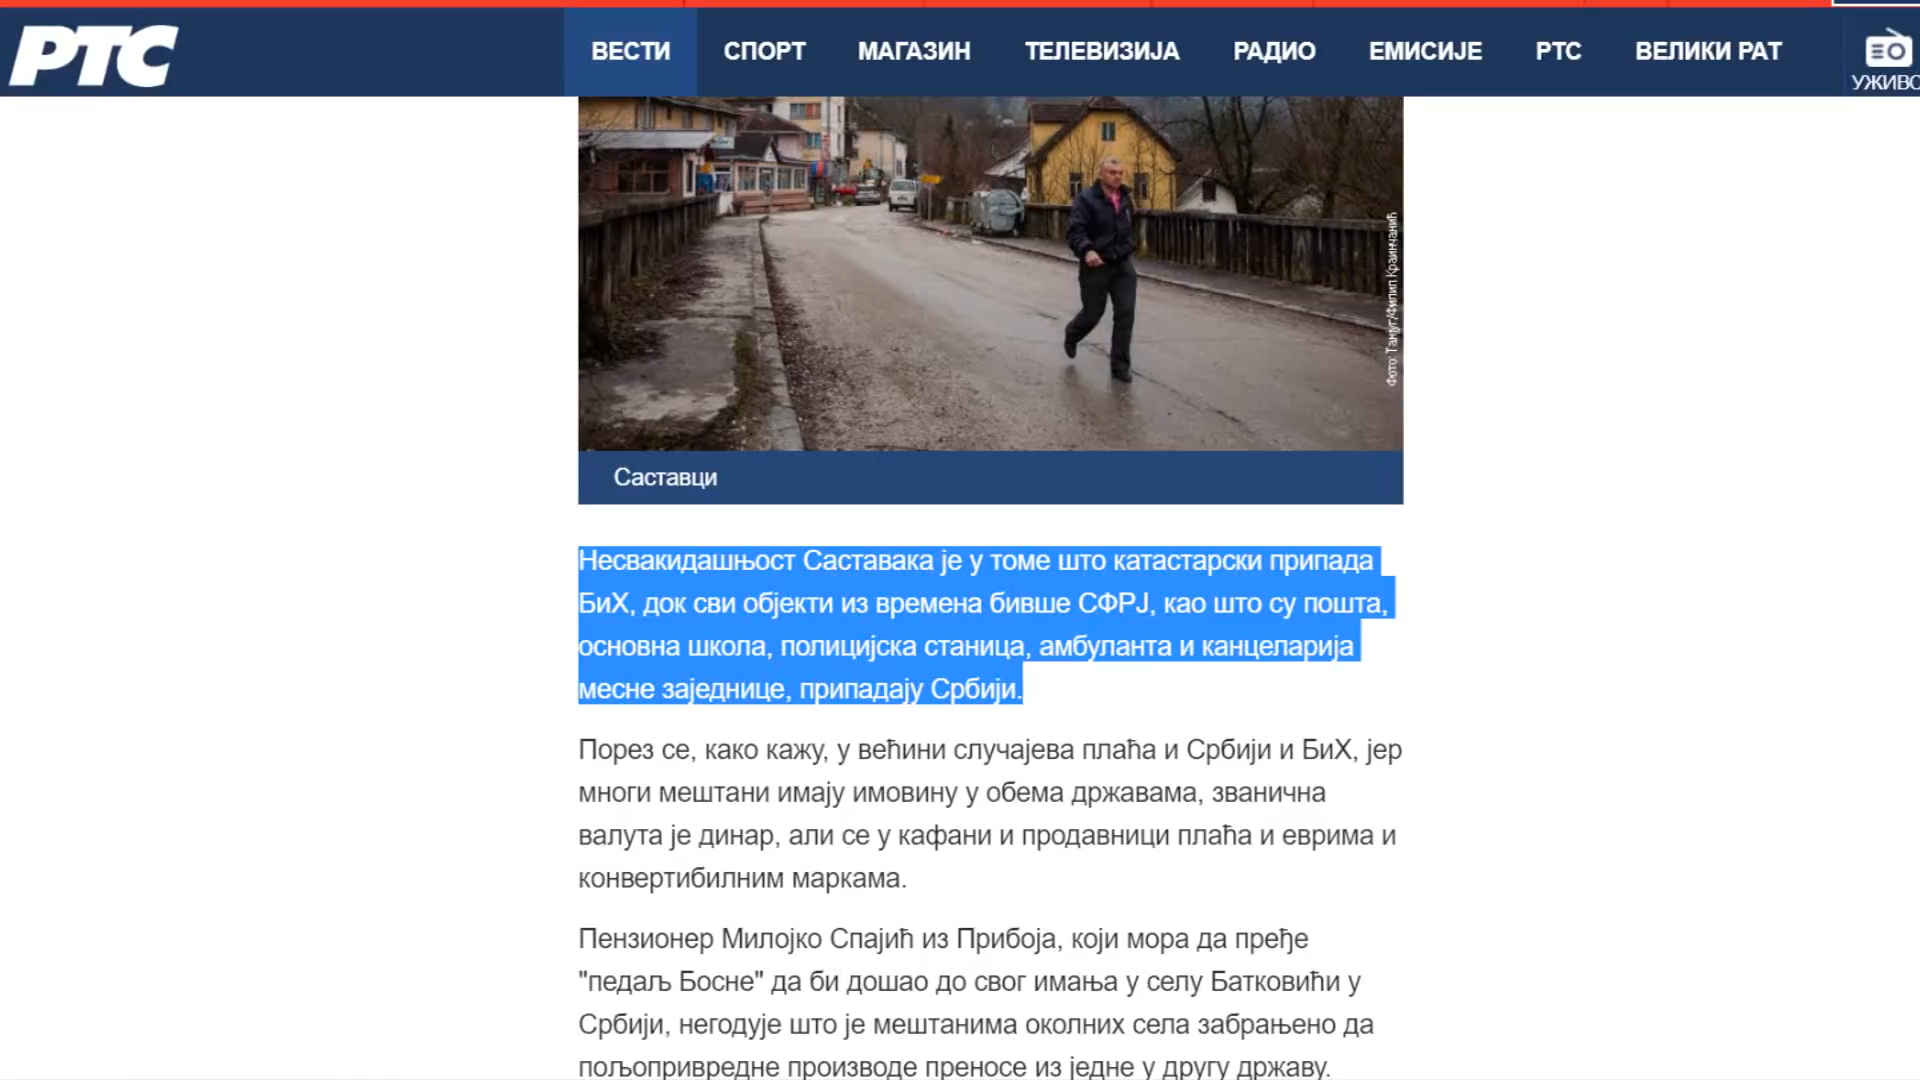 РТС
ВЕСТИ
СПОРТ
МАГАЗИН
ТЕЛЕВИЗИЈА
РАДИО
ЕМИСИЈЕ
РТС
ВЕЛИКИ РАТ
УЖИВО
Фото: Танјуг/Филип Краинчанић
Саставци
Несвакидашњост Саставака је у томе што катастарски припада
БиХ, док сви објекти из времена бивше СФРЈ, као што су пошта,
основна школа, полицијска станица, амбуланта и канцеларија
месне заједнице, припадају Србији.
Порез се, како кажу, у већини случајева плаћа и Србији и БиХ, јер
многи мештани имају имовину у обема државама, званична
валута је динар, али се у кафани и продавници плаћа и еврима и
конвертибилним маркама.
Пензионер Милојко Спајић из Прибоја, који мора да пређе
"педаљ Босне" да би дошао до свог имања у селу Батковићи у
Србији, негодује што је мештанима околних села забрањено да
пољопривредне производе преносе из једне у другу државу.